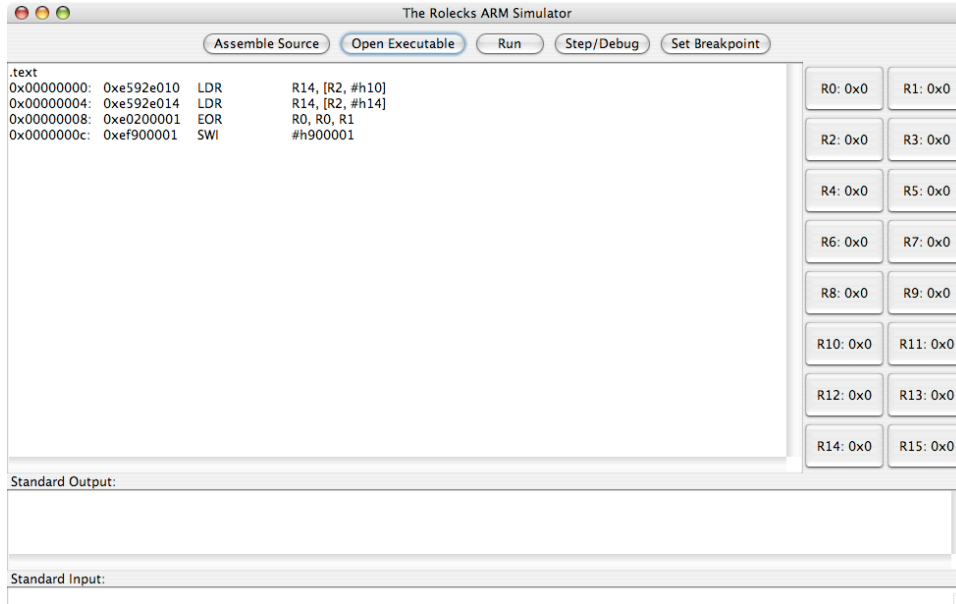 The Rolecks ARM Simulator
Assemble Source Open Executable Run Step/Debug Set Breakpoint
.text
0x00000000: 0xe592e010 LDR R14, [R2, #h10]
0x00000004: 0xe592e014 LDR R14, [R2, #h14]
0x00000008: 0xe0200001 EOR R0, R0, R1
0x0000000c: 0xef900001 SWI #h900001
R0: 0x0 R1: 0x0
R2: 0x0 R3: 0x0
R4: 0x0 R5: 0x0
R6: 0x0 R7: 0x0
R8: 0x0 R9: 0x0
R10: 0x0 R11: 0x0
R12: 0x0 R13: 0x0
R14: 0x0 R15: 0x0
Standard Output:
Standard Input: